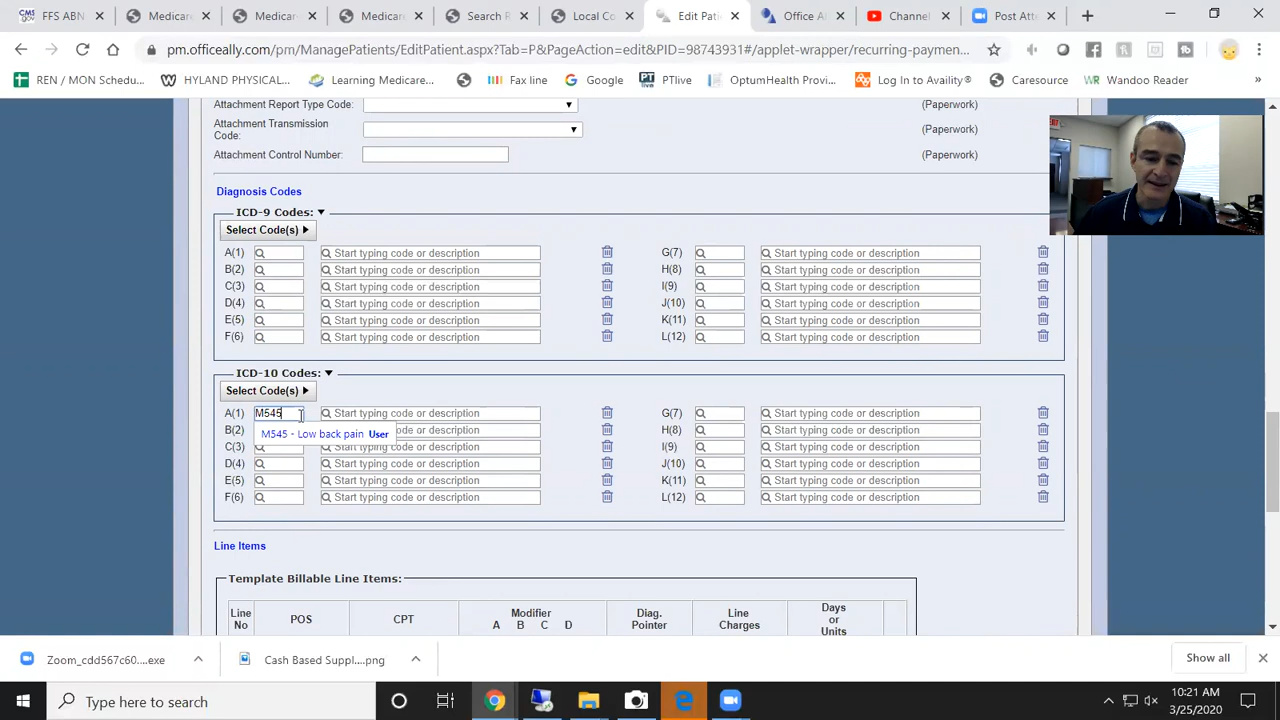 FFS ABN
Medicare
Medicare
Medicare
Search R
Local Co
Edit Patie
Office Al
Channel
Post Atte
pm.officeally.com/pm/ManagePatients/EditPatient.aspx?Tab=P&PageAction=edit&PID=98743931#/applet-wrapper/recurring-paymen...
REN / MON Schedu...
HYLAND PHYSICAL...
Learning Medicare...
Fax line
Google
PTlive
OptumHealth Provi...
Log In to Availity®
Caresource
Wandoo Reader
»
Attachment Report Type Code:
(Paperwork)
Attachment Transmission
Code:
(Paperwork)
Attachment Control Number:
(Paperwork)
Diagnosis Codes
ICD-9 Codes:
Select Code(s)
A(1) Start typing code or description G(7) Start typing code or description
B(2) Start typing code or description H(8) Start typing code or description
C(3) Start typing code or description I(9) Start typing code or description
D(4) Start typing code or description J(10) Start typing code or description
E(5) Start typing code or description K(11) Start typing code or description
F(6) Start typing code or description L(12) Start typing code or description
ICD-10 Codes:
Select Code(s)
A(1) M545 Start typing code or description G(7) Start typing code or description
M545 - Low back pain User
B(2) Start typing code or description H(8) Start typing code or description
C(3) Start typing code or description I(9) Start typing code or description
D(4) Start typing code or description J(10) Start typing code or description
E(5) Start typing code or description K(11) Start typing code or description
F(6) Start typing code or description L(12) Start typing code or description
Line Items
Template Billable Line Items:
Line
No
POS
CPT
Modifier
A B C D
Diag.
Pointer
Line
Charges
Days
or
Units
Zoom_cdd567c60....exe
Cash Based Suppl....png
Show all
Type here to search
10:21 AM
3/25/2020